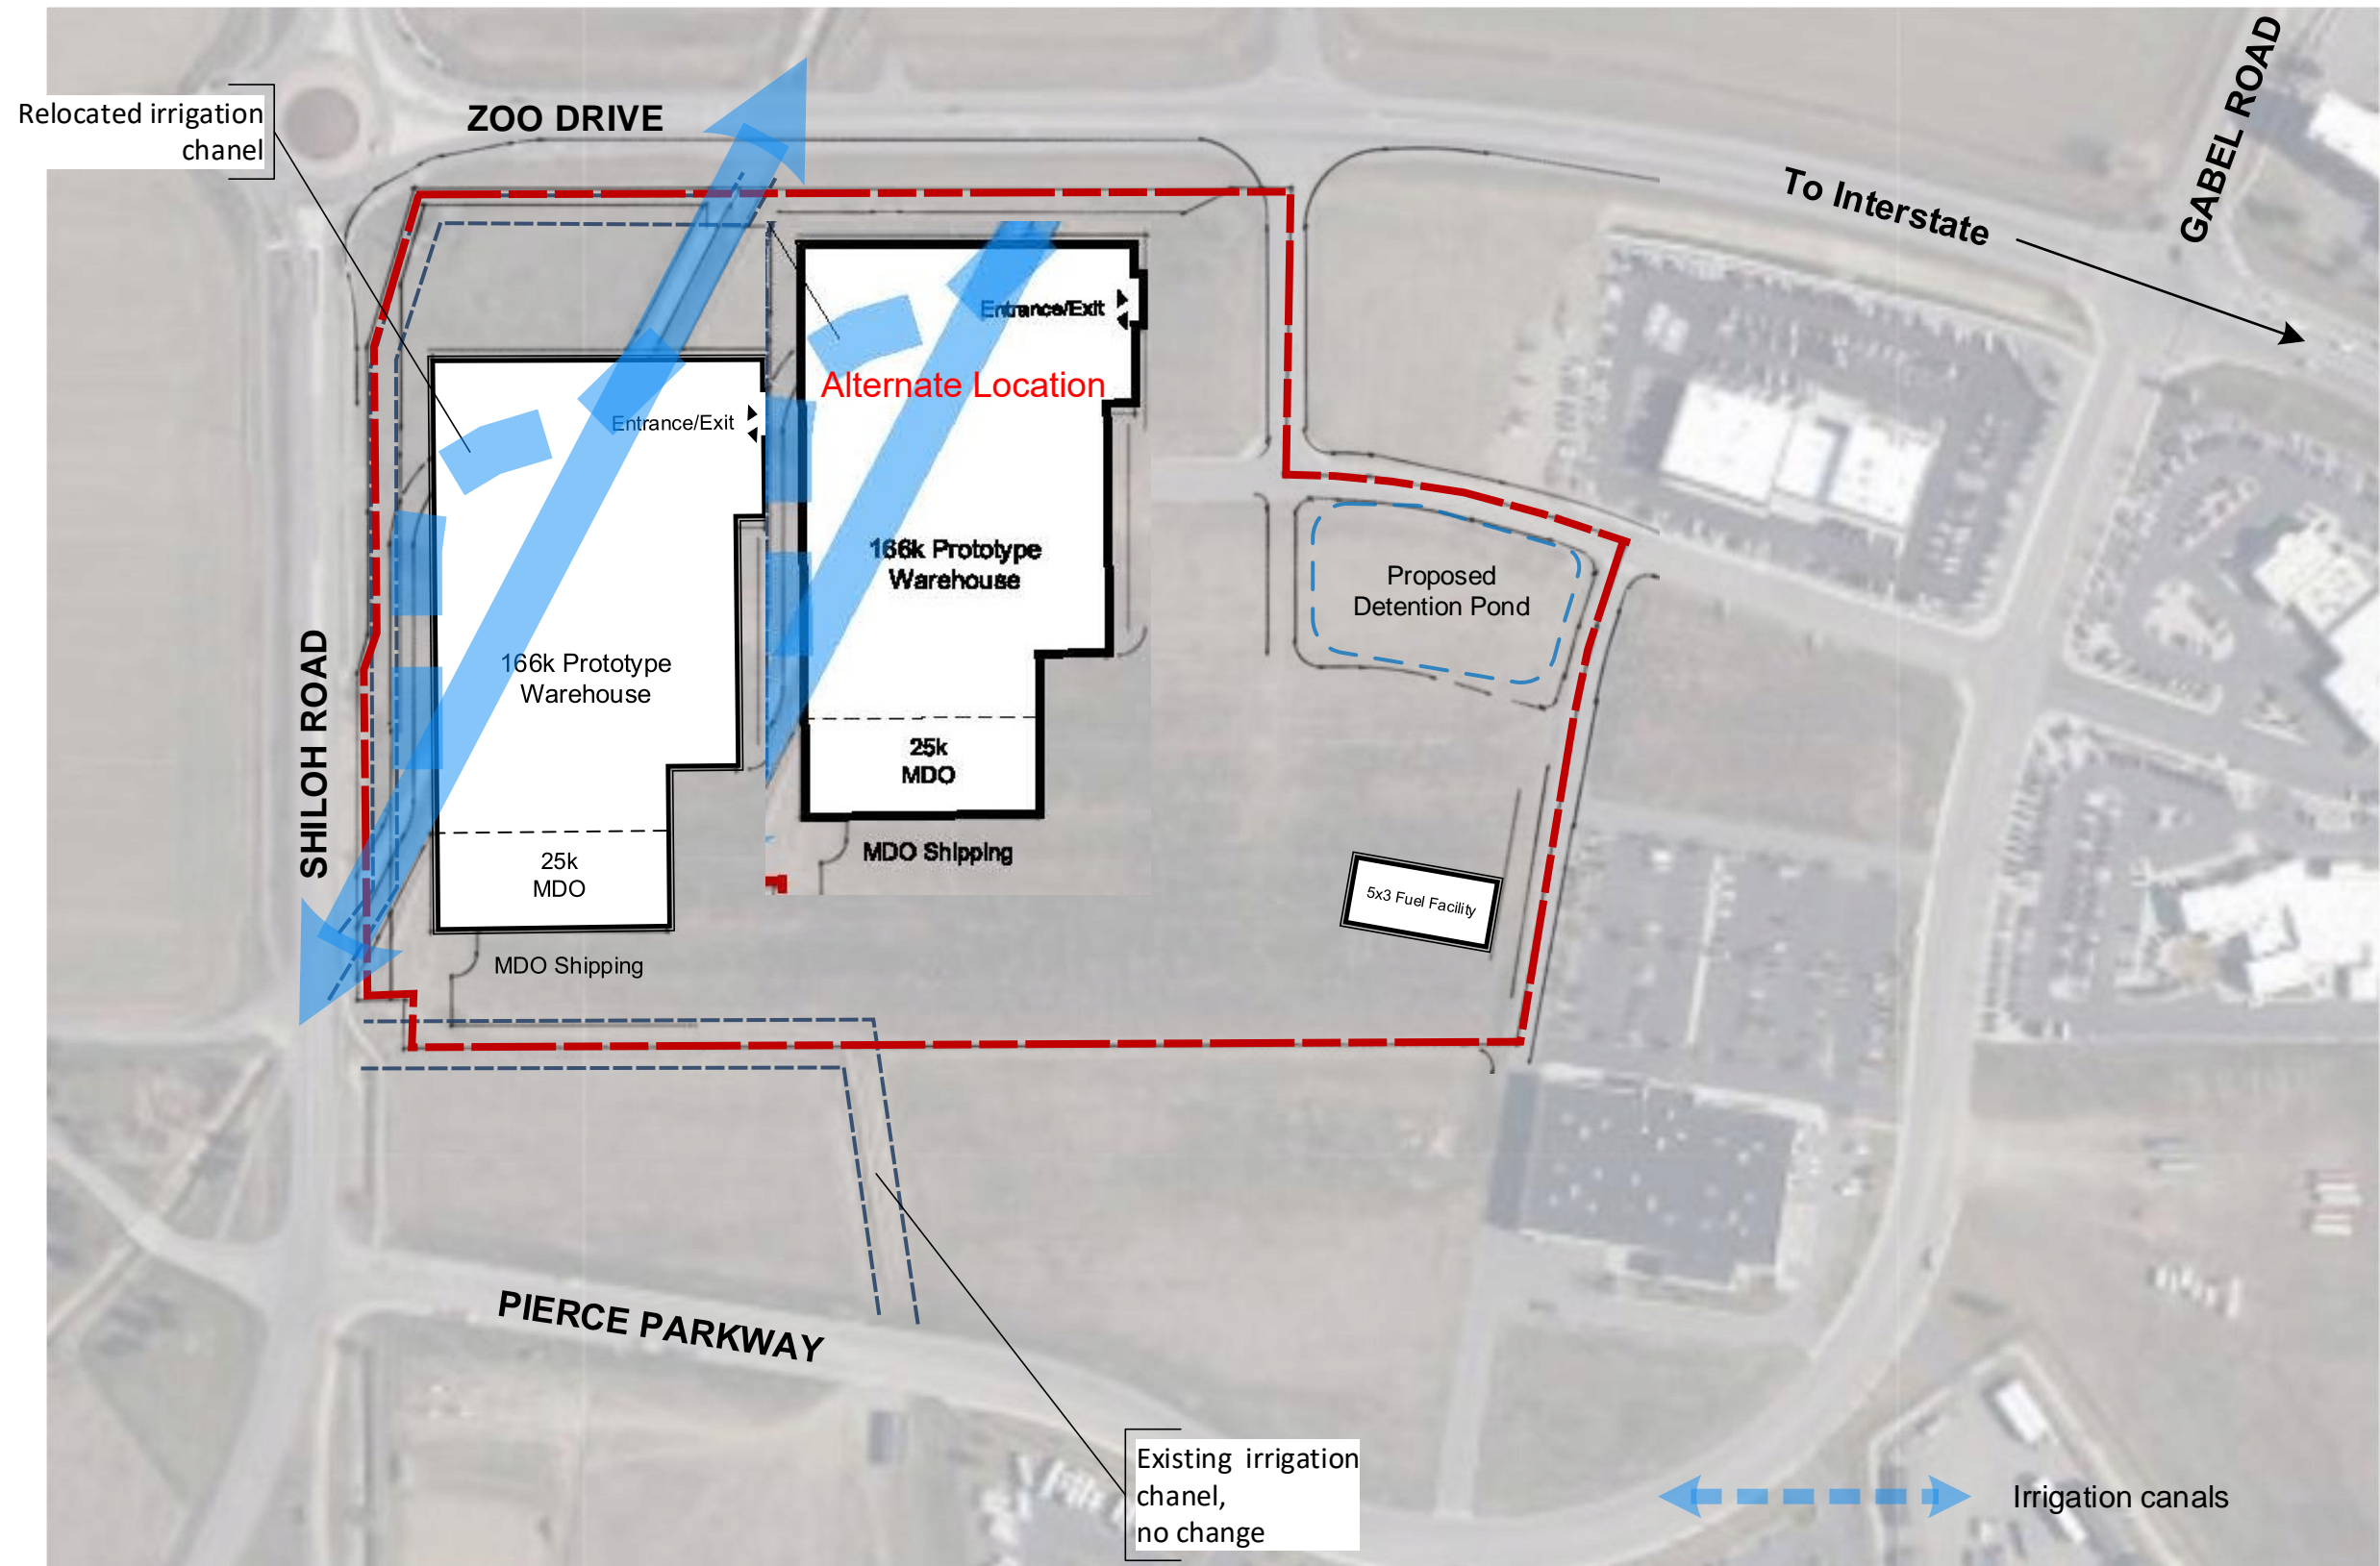 GABEL ROAD
Relocated irrigation
chanel
ZOO DRIVE
To Interstate
Entrance/Exit
Alternate Location
Entrance/Exit
166k Prototype
Warehouse
Proposed
Detention Pond
SHILOH ROAD
166k Prototype
Warehouse
25k
MDO
MDO Shipping
25k
MDO
5x3 Fuel Facility
MDO Shipping
PIERCE PARKWAY
Existing irrigation
chanel,
no change
Irrigation canals